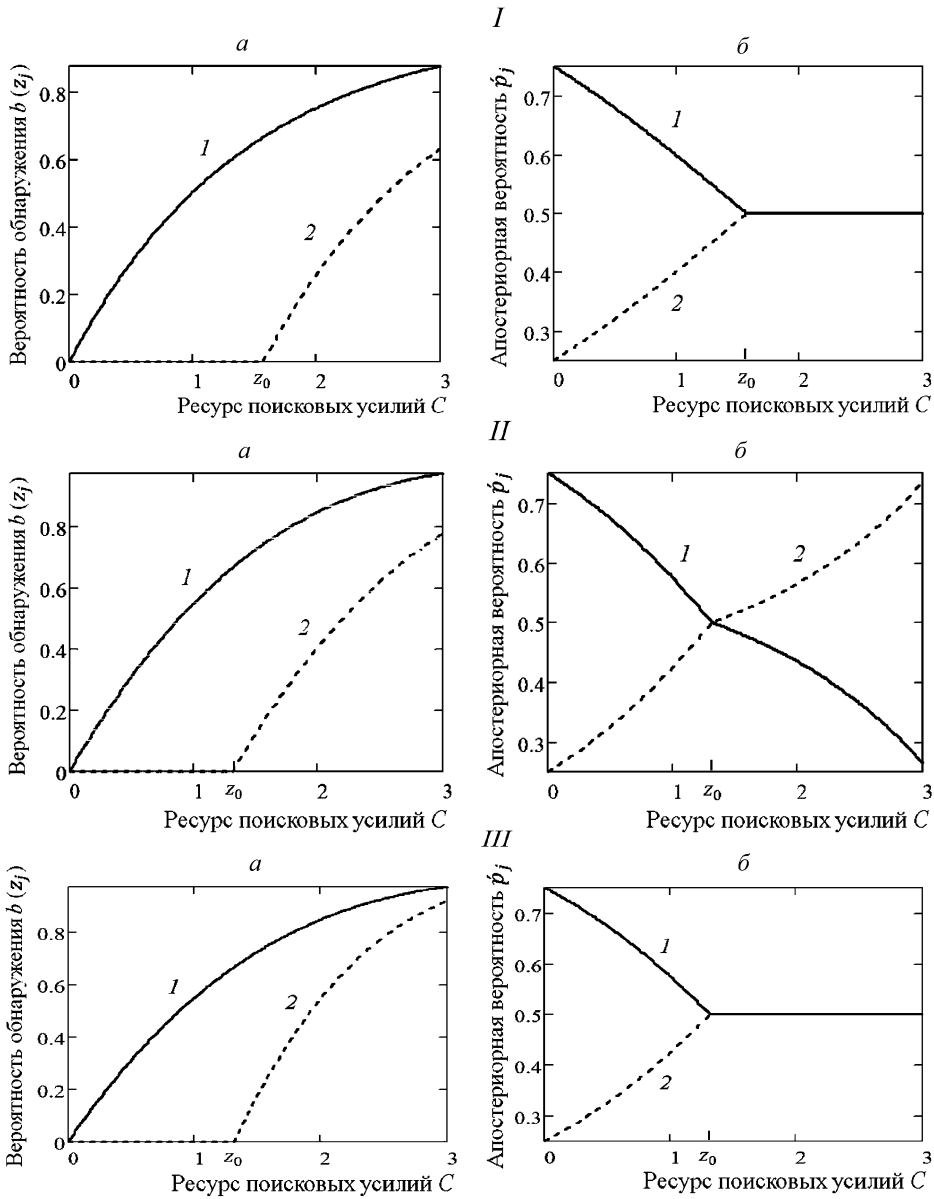 I
а
б
Вероятность обнаружения b (zj)
0.8
0.6
0.4
0.2
0
1
2
0
1
z0
2
3
Ресурс поисковых усилий C
Апостериорная вероятность ṕj
0.7
0.6
0.5
0.4
0.3
1
2
0
1
z0
2
3
Ресурс поисковых усилий C
II
а
б
Вероятность обнаружения b (zj)
0.8
0.6
0.4
0.2
0
1
2
0
1
z0
2
3
Ресурс поисковых усилий C
Апостериорная вероятность ṕj
0.7
0.6
0.5
0.4
0.3
1
2
0
1
z0
2
3
Ресурс поисковых усилий C
III
а
б
Вероятность обнаружения b (zj)
0.8
0.6
0.4
0.2
0
1
2
0
1
z0
2
3
Ресурс поисковых усилий C
Апостериорная вероятность ṕj
0.7
0.6
0.5
0.4
0.3
1
2
0
1
z0
2
3
Ресурс поисковых усилий C